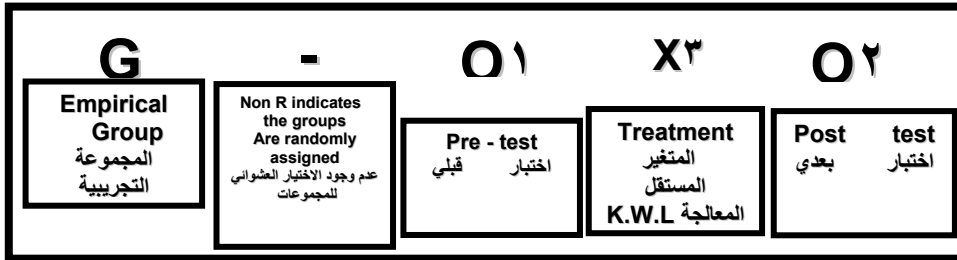 G - O١ X٣ O٢
Empirical
Group
المجموعة
التجريبية
Non R indicates
the groups
Are randomly
assigned
عدم وجود الاختيار العشوائي
للمجموعات
Pre - test
اختبار قبلي
Treatment
المتغير
المستقل
المعالجة K.W.L
Post test
اختبار بعدي